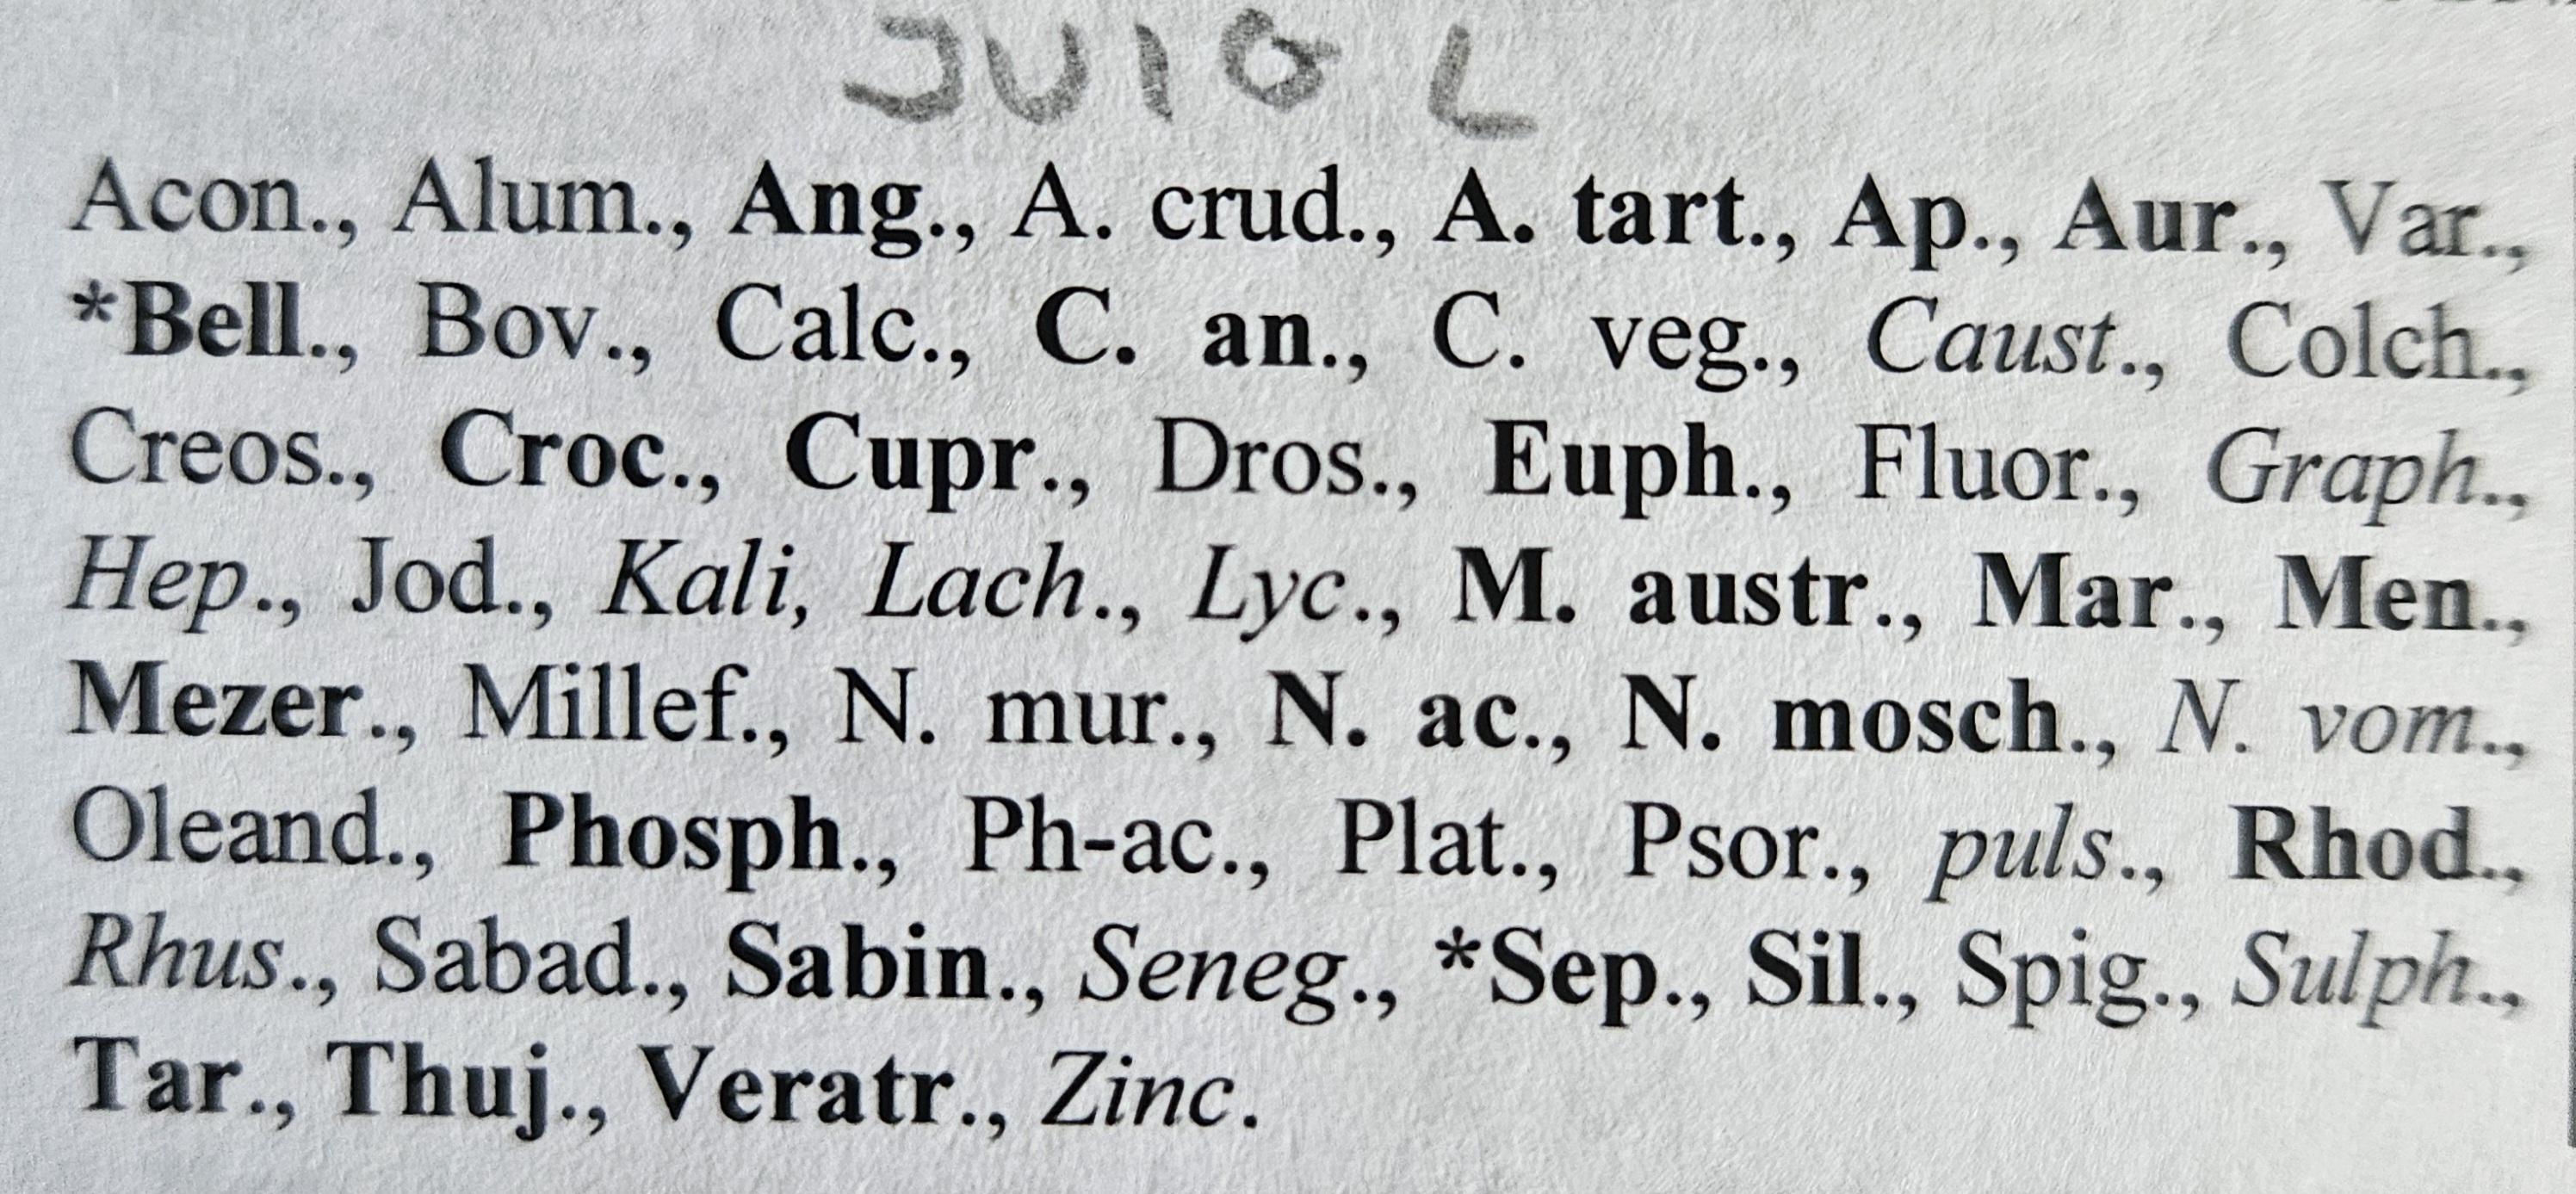 JUIG L
Acon., Alum., Ang., A. crud., A. tart., Ap., Aur., Var.,
*Bell., Bov., Calc., C. an., C. veg., Caust., Colch.,
Creos., Croc., Cupr., Dros., Euph., Fluor., Graph.,
Hep., Jod., Kali, Lach., Lyc., M. austr., Mar., Men.,
Mezer., Millef., N. mur., N. ac., N. mosch., N. vom.,
Oleand., Phosph., Ph-ac., Plat., Psor., puls., Rhod.,
Rhus., Sabad., Sabin., Seneg., *Sep., Sil., Spig., Sulph.,
Tar., Thuj., Veratr., Zinc.